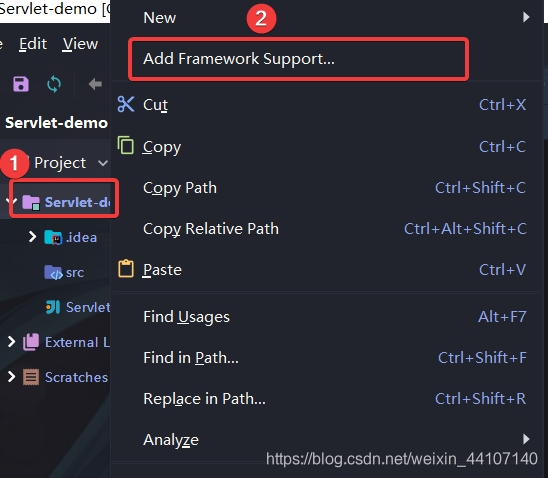 Servlet-demo [
New
2
e Edit View
Add Framework Support...
Cut Ctrl+X
Servlet-demo
Copy Ctrl+C
1 Project
Copy Path Ctrl+Shift+C
Servlet-de
Copy Relative Path Ctrl+Alt+Shift+C
.idea
Paste Ctrl+V
src
Servlet
Find Usages Alt+F7
External L
Find in Path... Ctrl+Shift+F
Scratches
Replace in Path... Ctrl+Shift+R
Analyze
https://blog.csdn.net/weixin_44107140